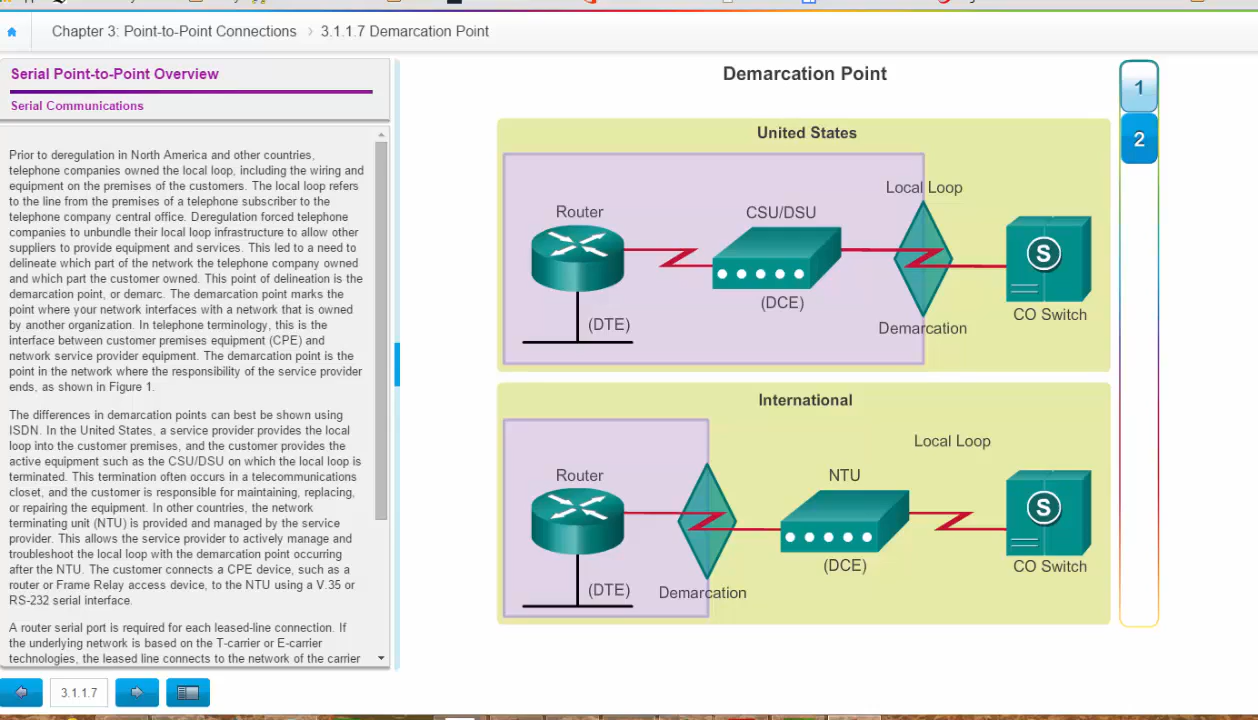 Chapter 3: Point-to-Point Connections › 3.1.1.7 Demarcation Point
Serial Point-to-Point Overview
Serial Communications
Prior to deregulation in North America and other countries,
telephone companies owned the local loop, including the wiring and
equipment on the premises of the customers. The local loop refers
to the line from the premises of a telephone subscriber to the
telephone company central office. Deregulation forced telephone
companies to unbundle their local loop infrastructure to allow other
suppliers to provide equipment and services. This led to a need to
delineate which part of the network the telephone company owned
and which part the customer owned. This point of delineation is the
demarcation point, or demarc. The demarcation point marks the
point where your network interfaces with a network that is owned
by another organization. In telephone terminology, this is the
interface between customer premises equipment (CPE) and
network service provider equipment. The demarcation point is the
point in the network where the responsibility of the service provider
ends, as shown in Figure 1.
The differences in demarcation points can best be shown using
ISDN. In the United States, a service provider provides the local
loop into the customer premises, and the customer provides the
active equipment such as the CSU/DSU on which the local loop is
terminated. This termination often occurs in a telecommunications
closet, and the customer is responsible for maintaining, replacing,
or repairing the equipment. In other countries, the network
terminating unit (NTU) is provided and managed by the service
provider. This allows the service provider to actively manage and
troubleshoot the local loop with the demarcation point occurring
after the NTU. The customer connects a CPE device, such as a
router or Frame Relay access device, to the NTU using a V.35 or
RS-232 serial interface.
A router serial port is required for each leased-line connection. If
the underlying network is based on the T-carrier or E-carrier
technologies, the leased line connects to the network of the carrier
3.1.1.7
Demarcation Point
United States
Local Loop
Router
CSU/DSU
S
(DCE)
CO Switch
(DTE)
Demarcation
International
Local Loop
Router
NTU
S
(DCE)
CO Switch
(DTE)
Demarcation
1
2